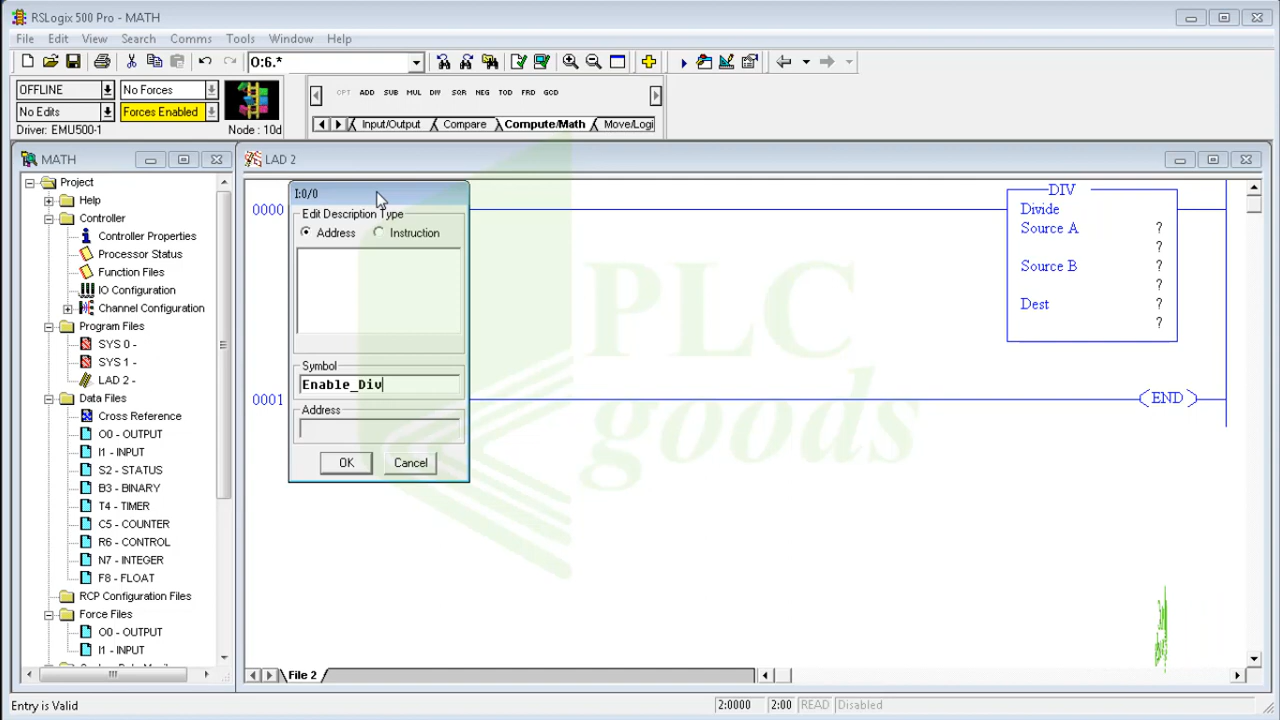 RSLogix 500 Pro - MATH
File Edit View Search Comms Tools Window Help
O:6.*
OFFLINE No Forces
No Edits Forces Enabled
Driver: EMU500-1 Node : 10d
OPT ADD SUB MUL DIV SQR NEG TOD FRD GCD
Input/Output Compare Compute/Math Move/Logi
MATH
Project
Help
Controller
Controller Properties
Processor Status
Function Files
IO Configuration
Channel Configuration
Program Files
SYS 0 -
SYS 1 -
LAD 2 -
Data Files
Cross Reference
O0 - OUTPUT
I1 - INPUT
S2 - STATUS
B3 - BINARY
T4 - TIMER
C5 - COUNTER
R6 - CONTROL
N7 - INTEGER
F8 - FLOAT
RCP Configuration Files
Force Files
O0 - OUTPUT
I1 - INPUT
LAD 2
0000
I:0/0
Edit Description Type
Address Instruction
Symbol
Enable_Div
Address
OK Cancel
DIV
Divide
Source A ?
?
Source B ?
?
Dest ?
?
0001
END
PLC
goods
File 2
Entry is Valid 2:0000 2:00 READ Disabled